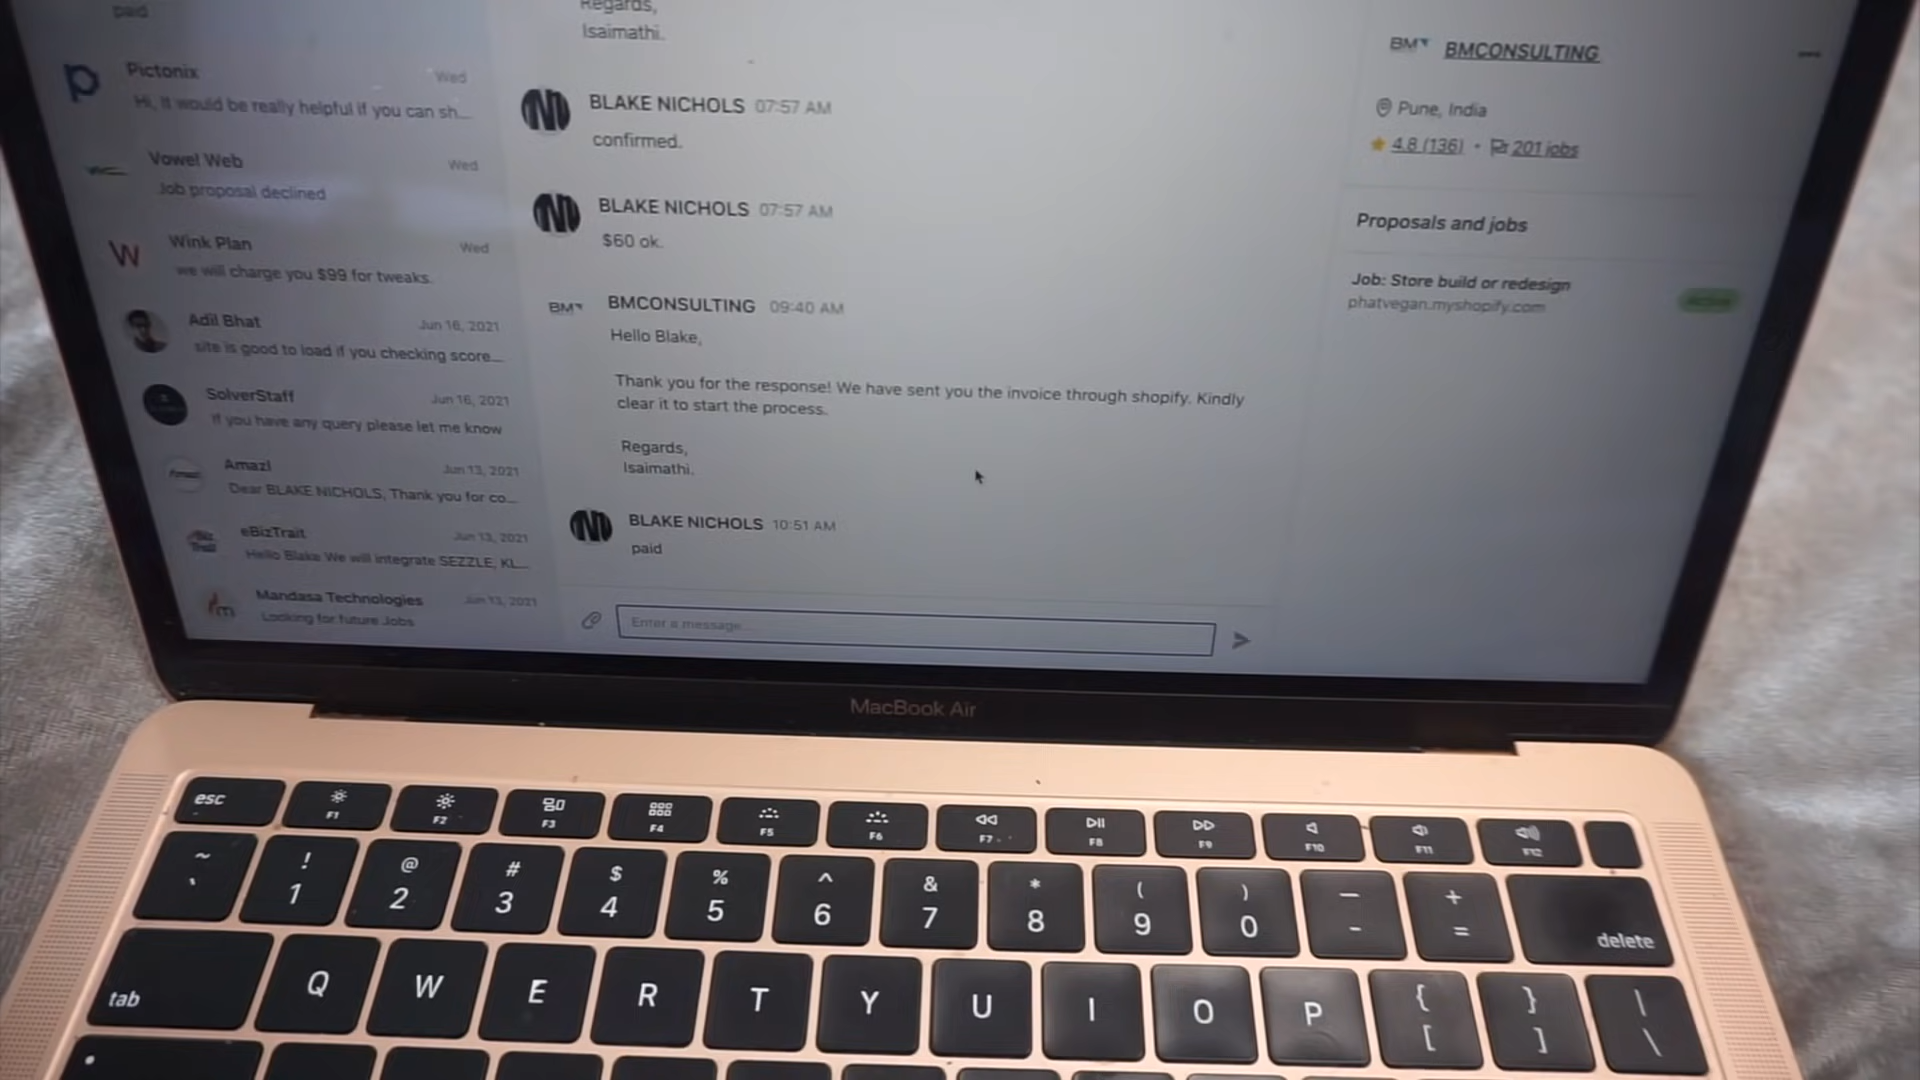 paid
Pictonix
Wed
Hi, It would be really helpful if you can sh...
Vowel Web
Wed
Job proposal declined
W
Wink Plan
Wed
we will charge you $99 for tweaks.
Adil Bhat
Jun 16, 2021
site is good to load if you checking score...
SolverStaff
Jun 16, 2021
If you have any query please let me know
Amazl
Jun 13, 2021
Dear BLAKE NICHOLS, Thank you for co...
eBizTrait
Jun 13, 2021
Hello Blake We will integrate SEZZLE, KL...
Mandasa Technologies
Jun 13, 2021
Looking for future Jobs
Regards,
Isaimathi.
BLAKE NICHOLS 07:57 AM
confirmed.
BLAKE NICHOLS 07:57 AM
$60 ok.
BM
BMCONSULTING 09:40 AM
Hello Blake,
Thank you for the response! We have sent you the invoice through shopify. Kindly
clear it to start the process.
Regards,
Isaimathi.
BLAKE NICHOLS 10:51 AM
paid
Enter a message...
BM
BMCONSULTING
Pune, India
4.8 (136) • 201 jobs
Proposals and jobs
Job: Store build or redesign
phatvegan.myshopify.com
Active
MacBook Air
esc F1 F2 F3 F4 F5 F6 F7 F8 F9 F10 F11 F12
~ ! @ # $ % ^ & * ( ) — +
` 1 2 3 4 5 6 7 8 9 0 - = delete
tab Q W E R T Y U I O P { [ } ] | \